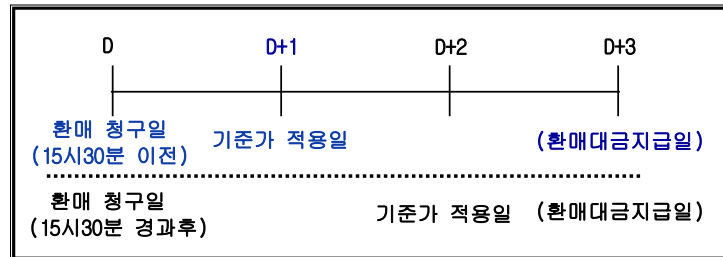 D D+1 D+2 D+3
환매 청구일 기준가 적용일 (환매대금지급일)
(15시30분 이전)
환매 청구일 기준가 적용일 (환매대금지급일)
(15시30분 경과후)